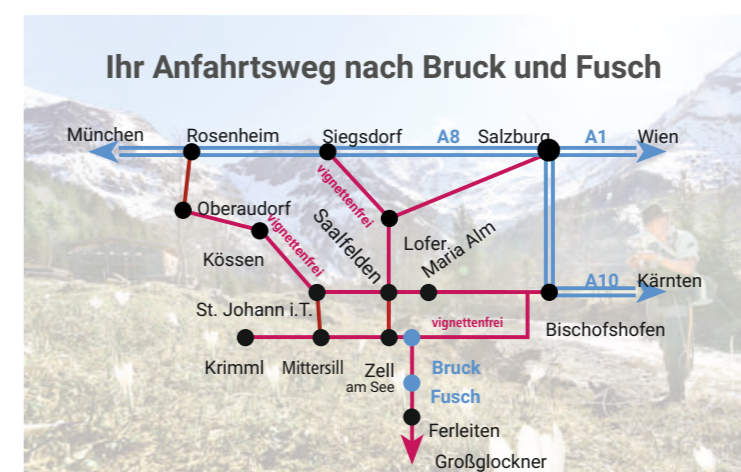 Ihr Anfahrtsweg nach Bruck und Fusch
München
Rosenheim
Siegsdorf
A8
Salzburg
A1
Wien
vignettenfrei
Oberaudorf
Saalfelden
Lofer
Maria Alm
Kössen
vignettenfrei
A10
Kärnten
St. Johann i.T.
vignettenfrei
Bischofshofen
Krimml
Mittersill
Zell
am See
Bruck
Fusch
Ferleiten
Großglockner